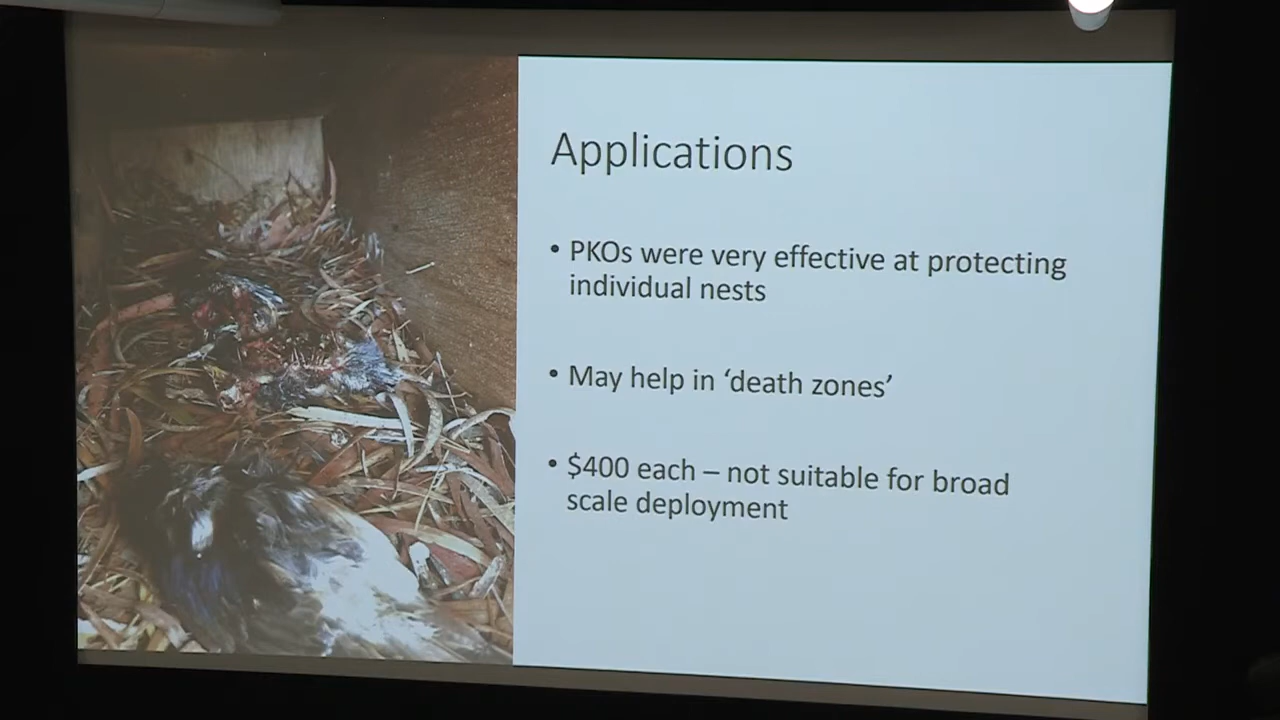 Applications
• PKOs were very effective at protecting
individual nests
• May help in ‘death zones’
• $400 each – not suitable for broad
scale deployment